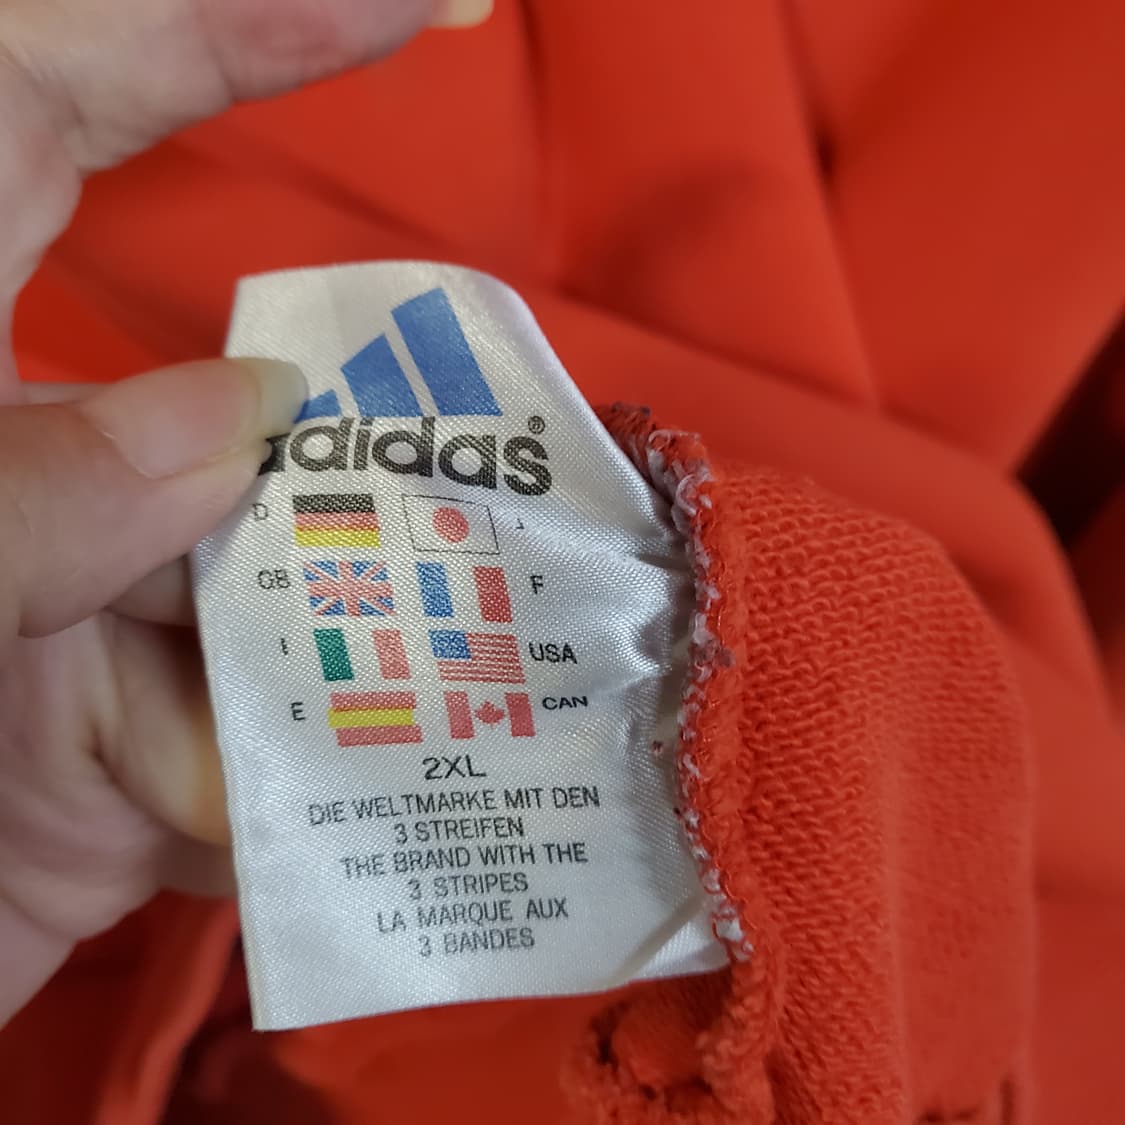 adidas®
D J
GB F
I USA
E CAN
2XL
DIE WELTMARKE MIT DEN
3 STREIFEN
THE BRAND WITH THE
3 STRIPES
LA MARQUE AUX
3 BANDES